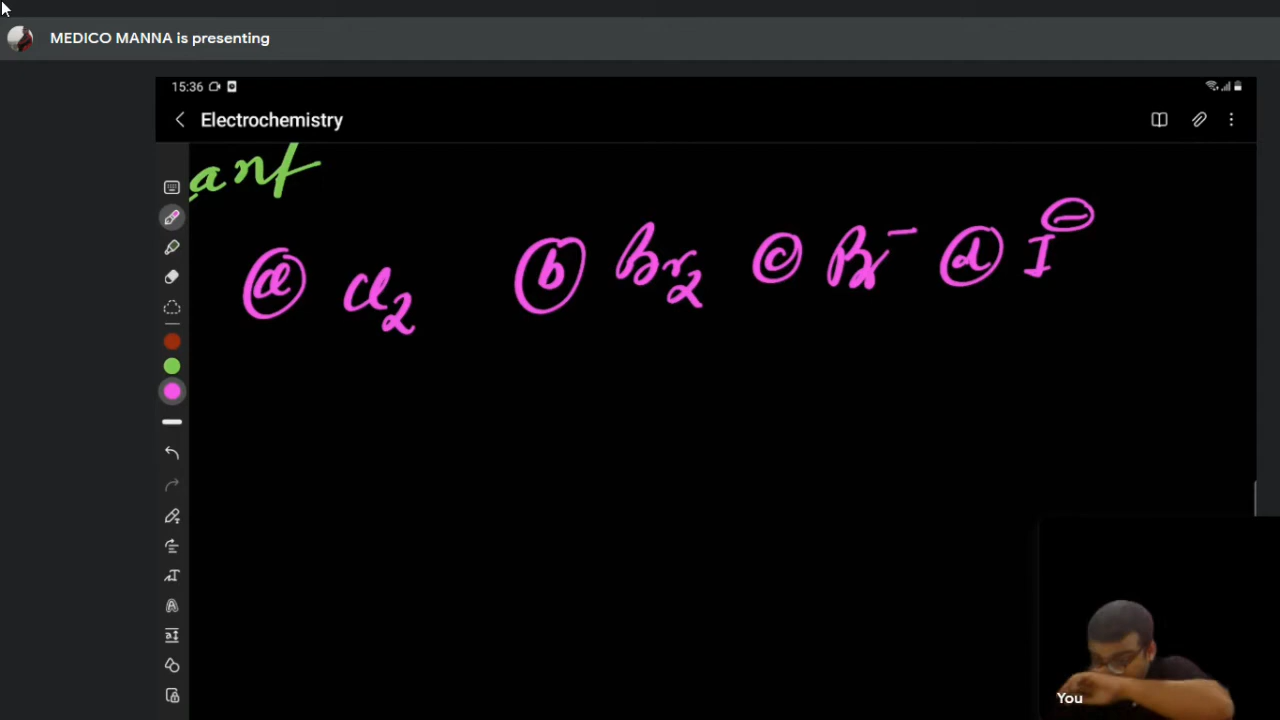 MEDICO MANNA is presenting
15:36
Electrochemistry
ant
(a) Cl2 (b) Br2 (c) Br⁻ (d) I⁻
You